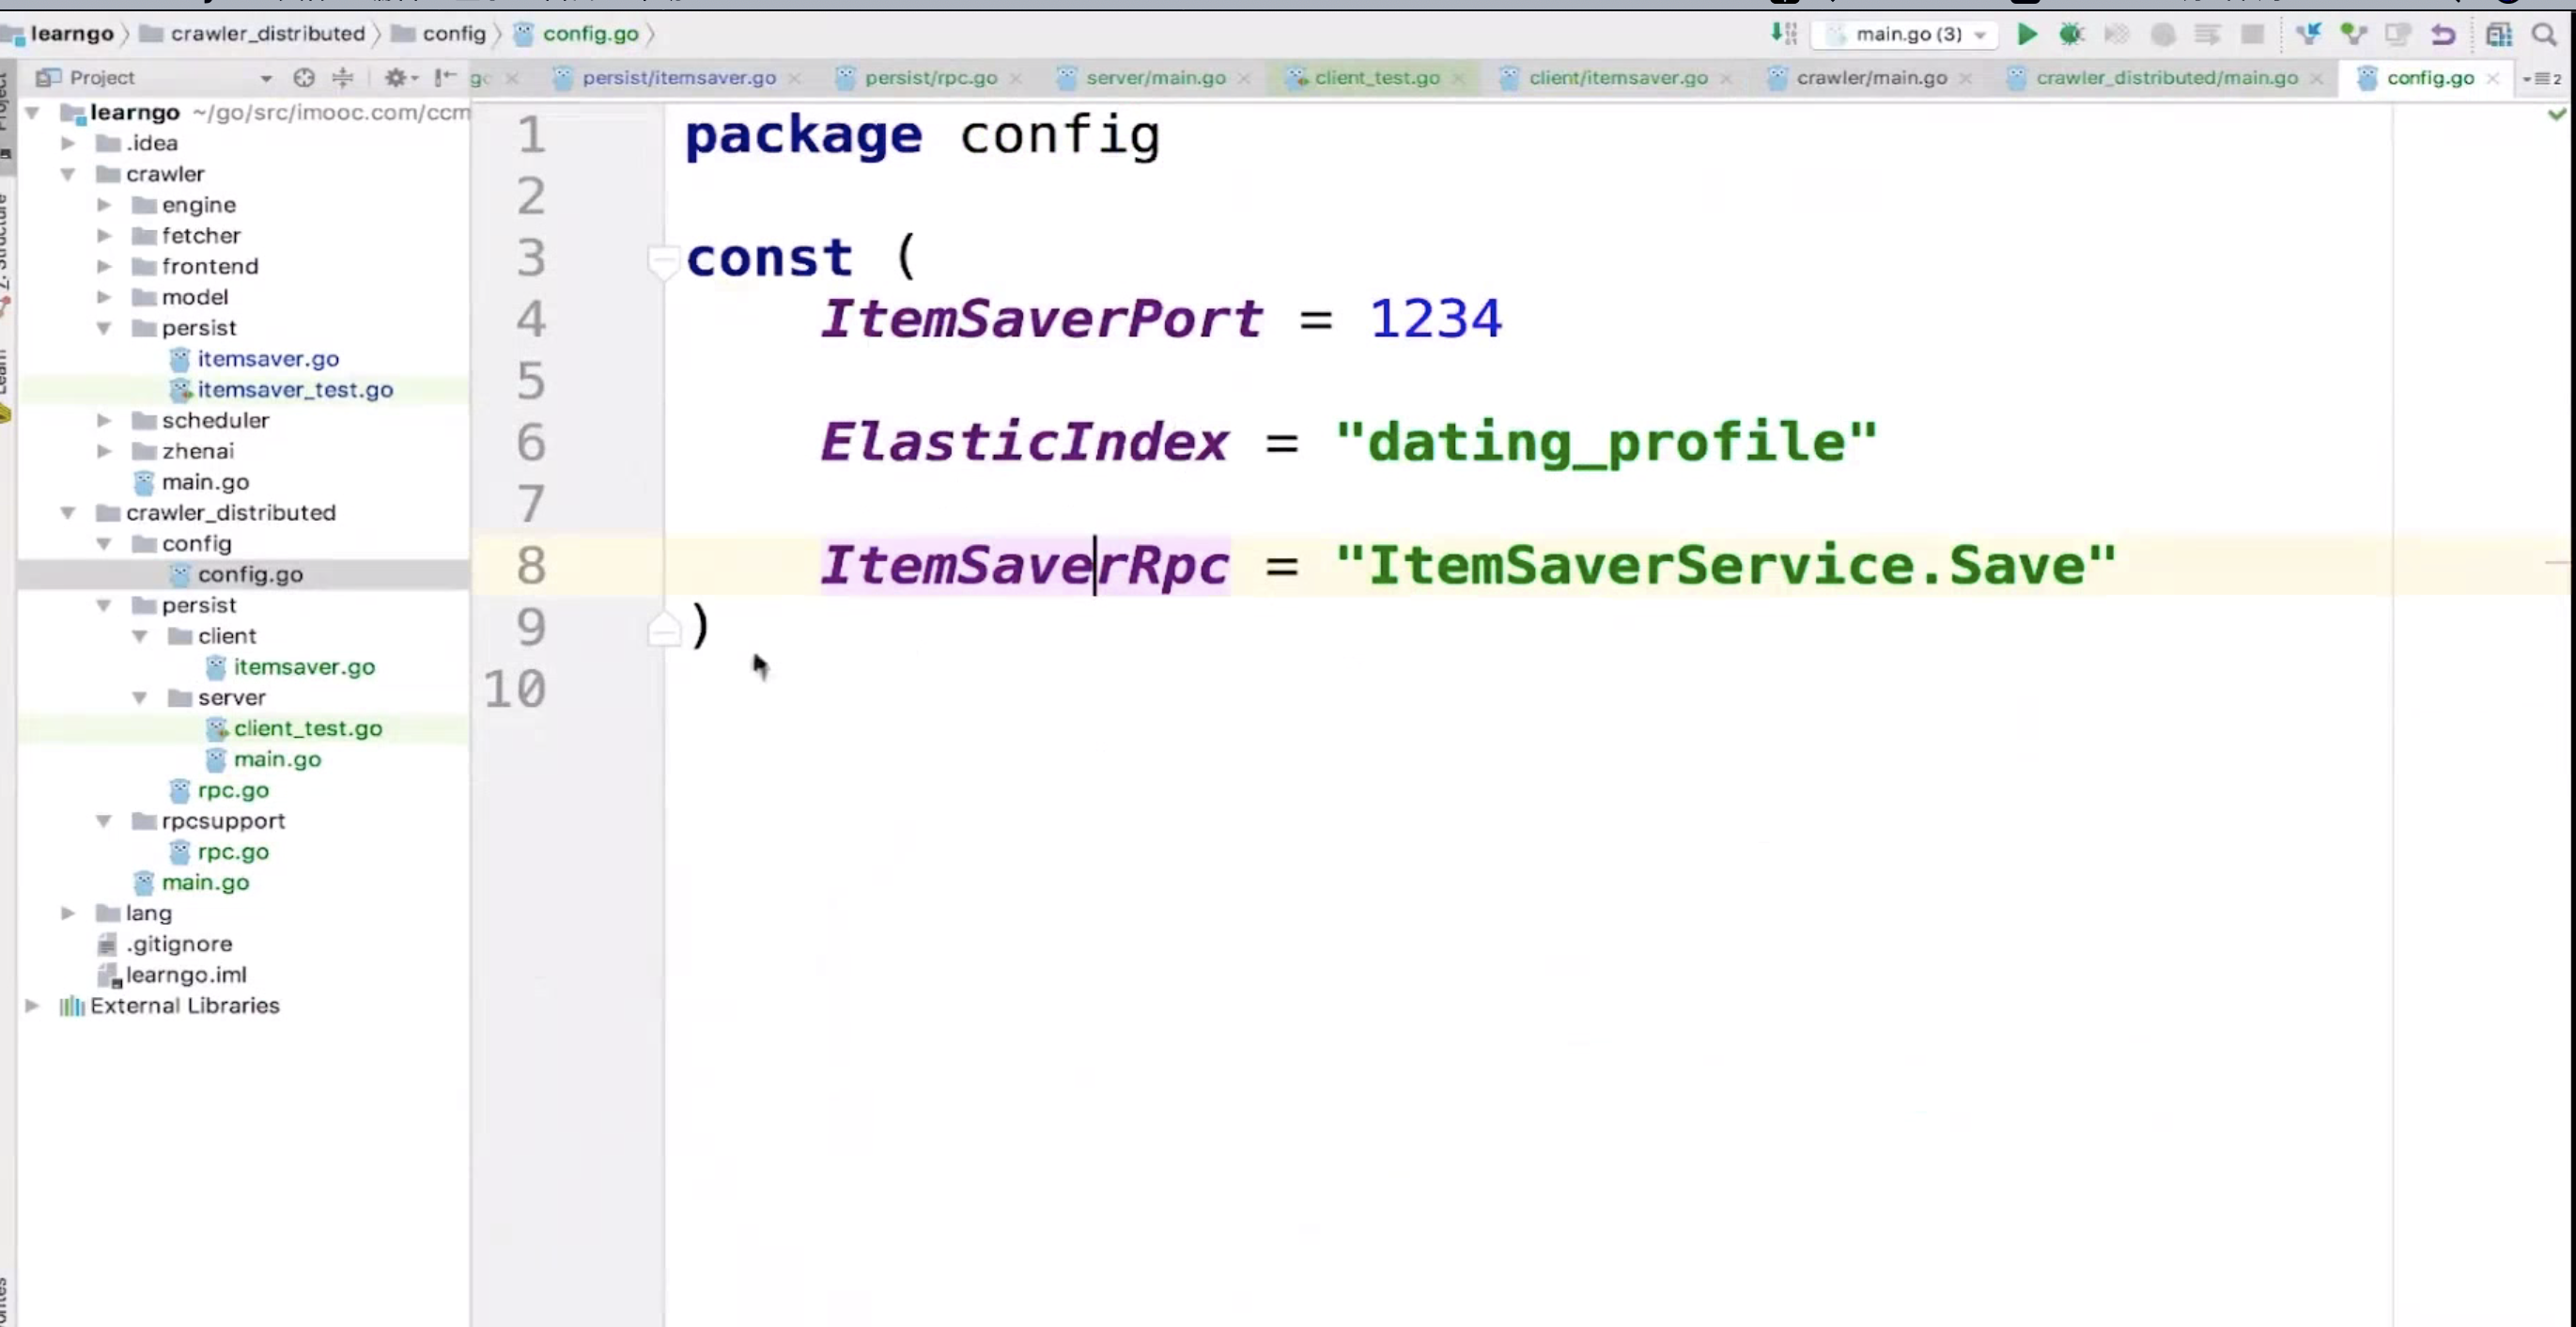 learngo crawler_distributed config config.go main.go (3)
Project go persist/itemsaver.go persist/rpc.go server/main.go client_test.go client/itemsaver.go crawler/main.go crawler_distributed/main.go config.go 2
learngo ~/go/src/imooc.com/ccm
.idea
crawler
engine
fetcher
frontend
model
persist
itemsaver.go
itemsaver_test.go
scheduler
zhenai
main.go
crawler_distributed
config
config.go
persist
client
itemsaver.go
server
client_test.go
main.go
rpc.go
rpcsupport
rpc.go
main.go
lang
.gitignore
learngo.iml
External Libraries
1 package config
2
3 const (
4 ItemSaverPort = 1234
5
6 ElasticIndex = "dating_profile"
7
8 ItemSaverRpc = "ItemSaverService.Save"
9 )
10